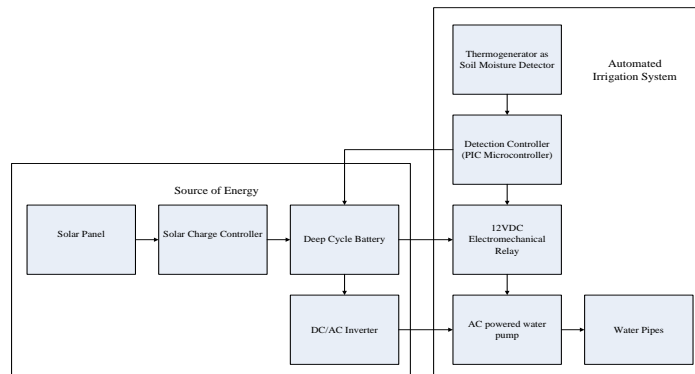 Thermogenerator as
Soil Moisture Detector
Automated
Irrigation System
Detection Controller
(PIC Microcontroller)
Source of Energy
Solar Panel
Solar Charge Controller
Deep Cycle Battery
12VDC
Electromechanical
Relay
DC/AC Inverter
AC powered water
pump
Water Pipes